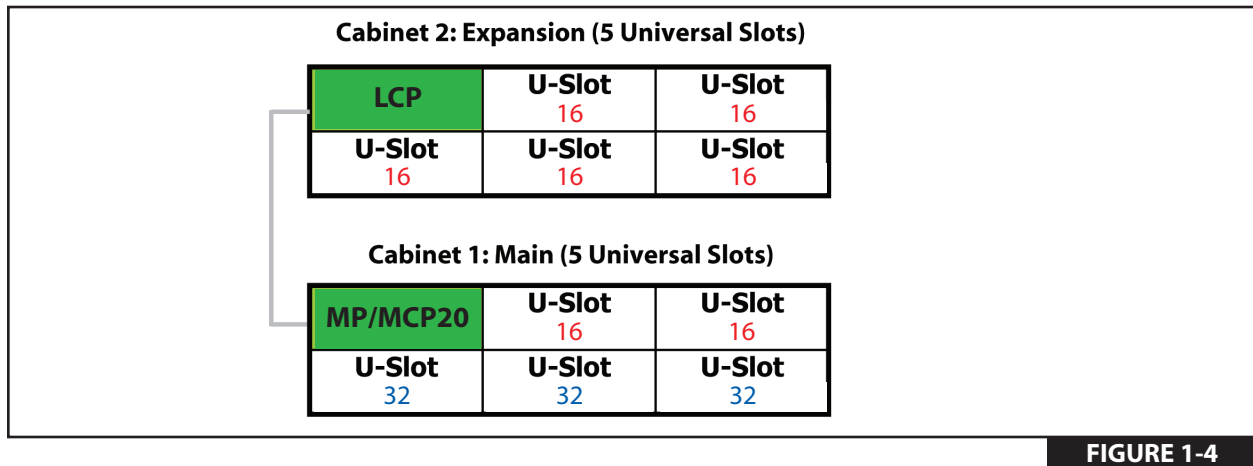 Cabinet 2: Expansion (5 Universal Slots)
LCP
U-Slot
16
U-Slot
16
U-Slot
16
U-Slot
16
U-Slot
16
Cabinet 1: Main (5 Universal Slots)
MP/MCP20
U-Slot
16
U-Slot
16
U-Slot
32
U-Slot
32
U-Slot
32
FIGURE 1-4